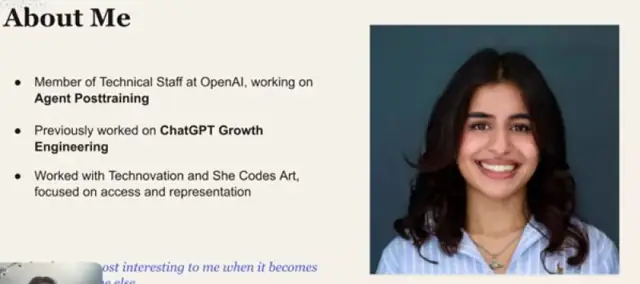 About Me
● Member of Technical Staff at OpenAI, working on
Agent Posttraining
● Previously worked on ChatGPT Growth
Engineering
● Worked with Technovation and She Codes Art,
focused on access and representation
ost interesting to me when it becomes
else